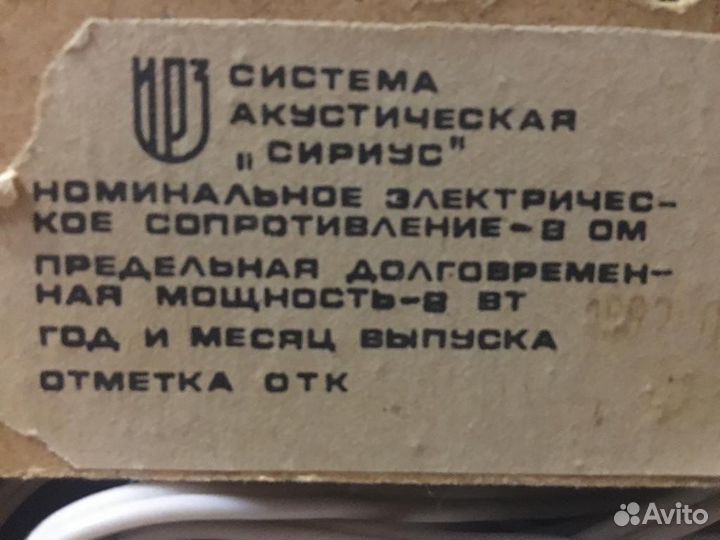 ИРЗ
СИСТЕМА
АКУСТИЧЕСКАЯ
„СИРИУС"
НОМИНАЛЬНОЕ ЭЛЕКТРИЧЕС-
КОЕ СОПРОТИВЛЕНИЕ-8 ОМ
ПРЕДЕЛЬНАЯ ДОЛГОВРЕМЕН-
НАЯ МОЩНОСТЬ-8 ВТ
ГОД И МЕСЯЦ ВЫПУСКА
ОТМЕТКА ОТК
Avito